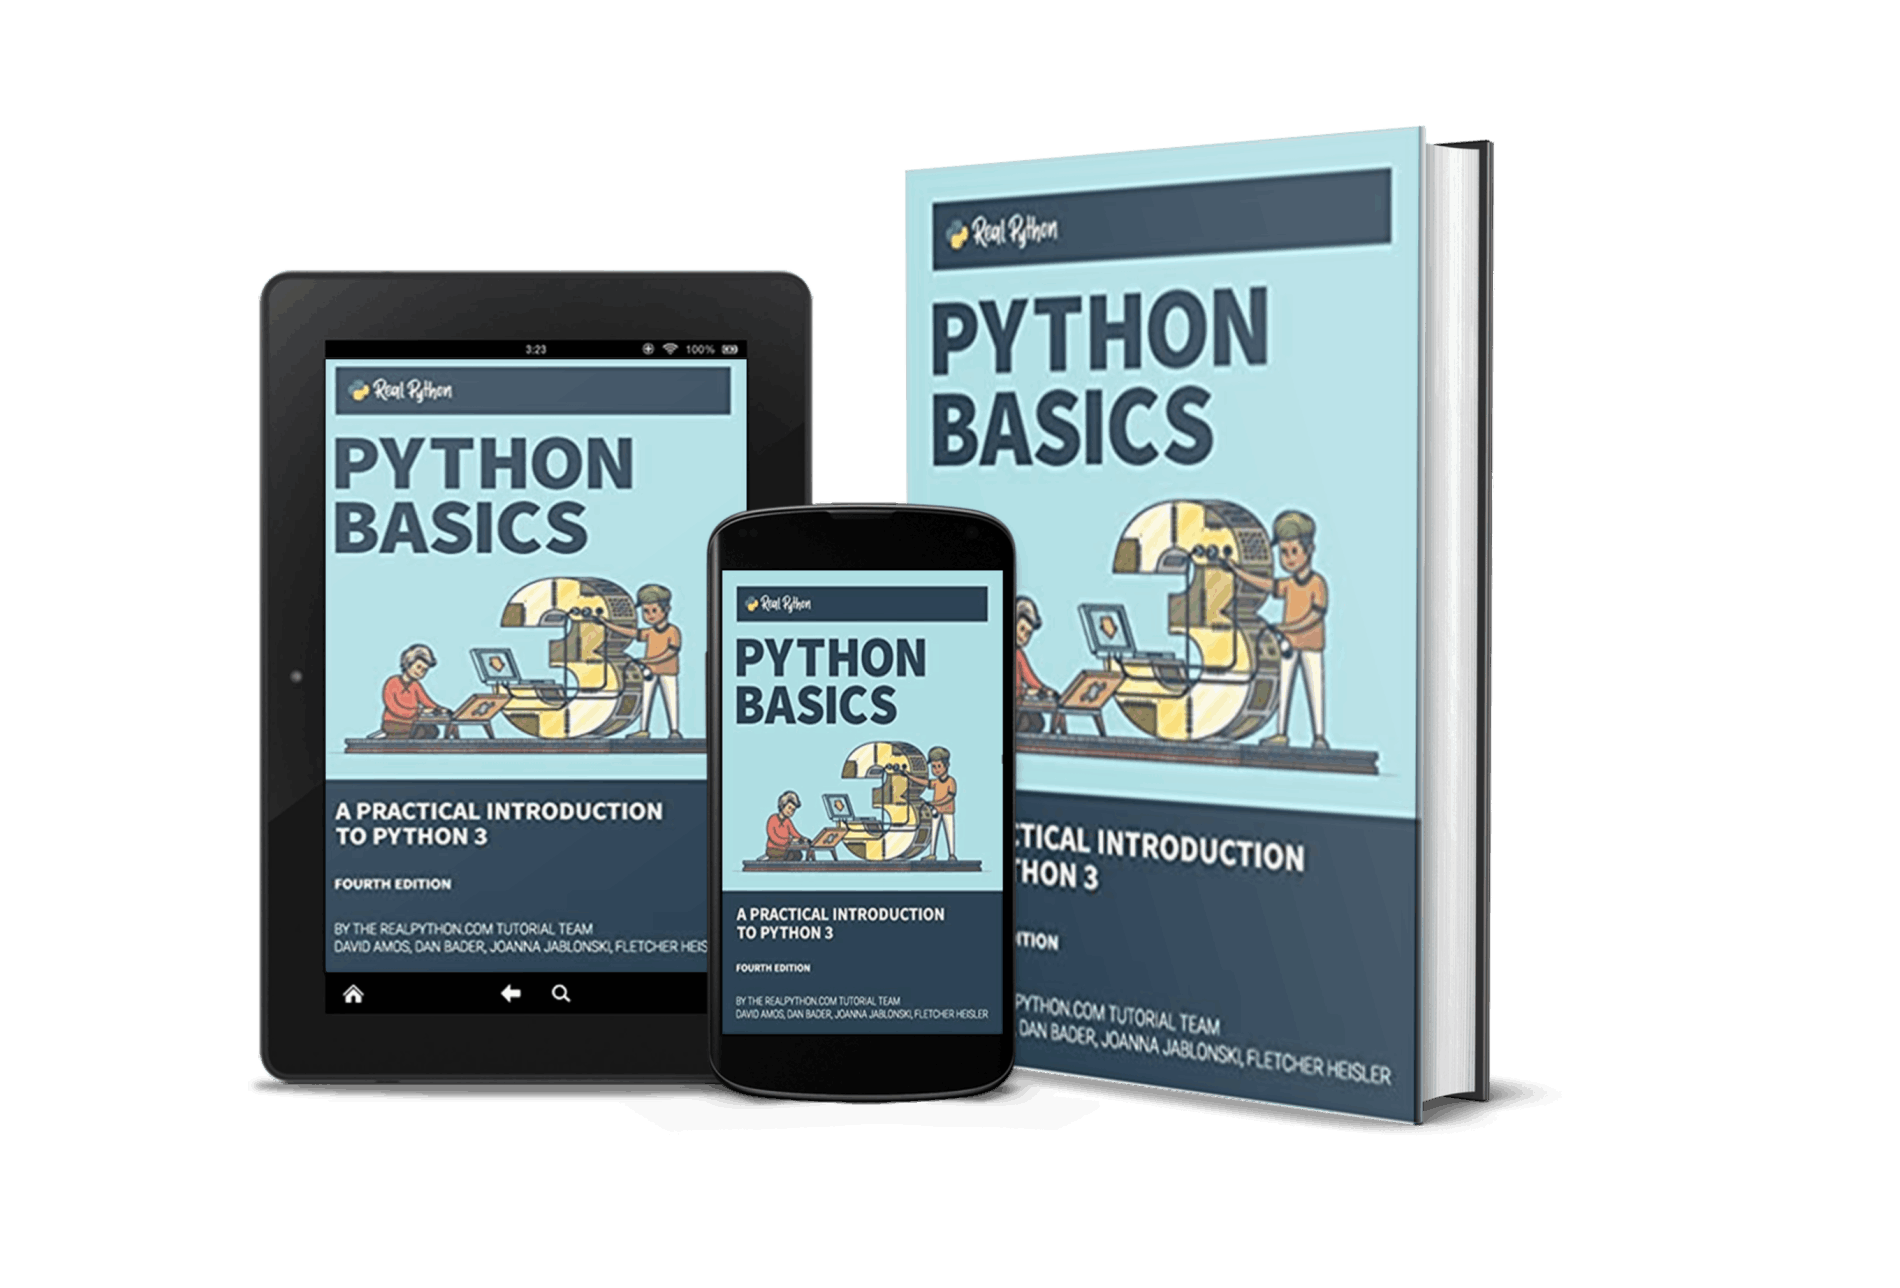 3:23
100%
Real Python
PYTHON
BASICS
A PRACTICAL INTRODUCTION
TO PYTHON 3
FOURTH EDITION
BY THE REALPYTHON.COM TUTORIAL TEAM
DAVID AMOS, DAN BADER, JOANNA JABLONSKI, FLETCHER HEIS
Real Python
PYTHON
BASICS
A PRACTICAL INTRODUCTION
TO PYTHON 3
FOURTH EDITION
BY THE REALPYTHON.COM TUTORIAL TEAM
DAVID AMOS, DAN BADER, JOANNA JABLONSKI, FLETCHER HEISLER
Real Python
PYTHON
BASICS
CTICAL INTRODUCTION
THON 3
ITION
PYTHON.COM TUTORIAL TEAM
DAN BADER, JOANNA JABLONSKI, FLETCHER HEISLER